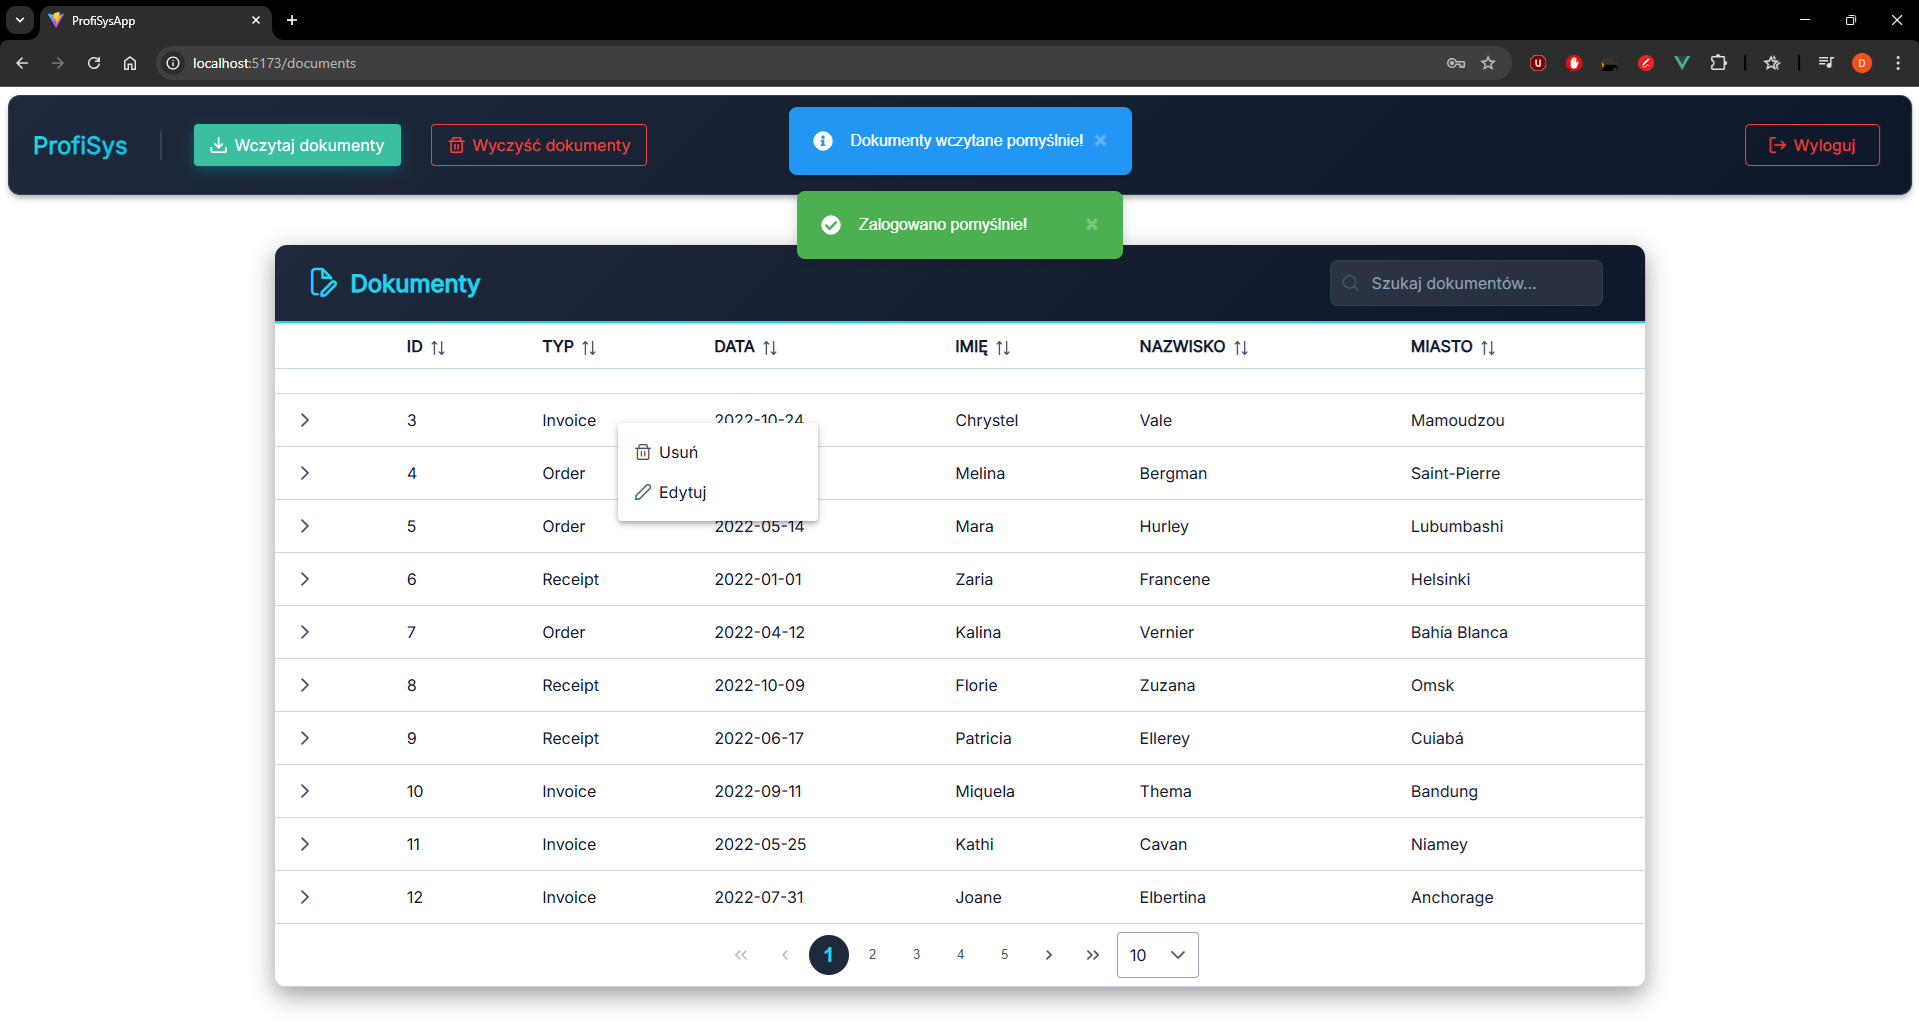 ProfiSysApp
localhost:5173/documents
D
ProfiSys
Wczytaj dokumenty
Wyczyść dokumenty
Dokumenty wczytane pomyślnie!
Wyloguj
Zalogowano pomyślnie!
Dokumenty
Szukaj dokumentów...
ID TYP DATA IMIĘ NAZWISKO MIASTO
3 Invoice 2022-10-24 Chrystel Vale Mamoudzou
Usuń
4 Order Melina Bergman Saint-Pierre
Edytuj
5 Order 2022-05-14 Mara Hurley Lubumbashi
6 Receipt 2022-01-01 Zaria Francene Helsinki
7 Order 2022-04-12 Kalina Vernier Bahía Blanca
8 Receipt 2022-10-09 Florie Zuzana Omsk
9 Receipt 2022-06-17 Patricia Ellerey Cuiabá
10 Invoice 2022-09-11 Miquela Thema Bandung
11 Invoice 2022-05-25 Kathi Cavan Niamey
12 Invoice 2022-07-31 Joane Elbertina Anchorage
1 2 3 4 5 10